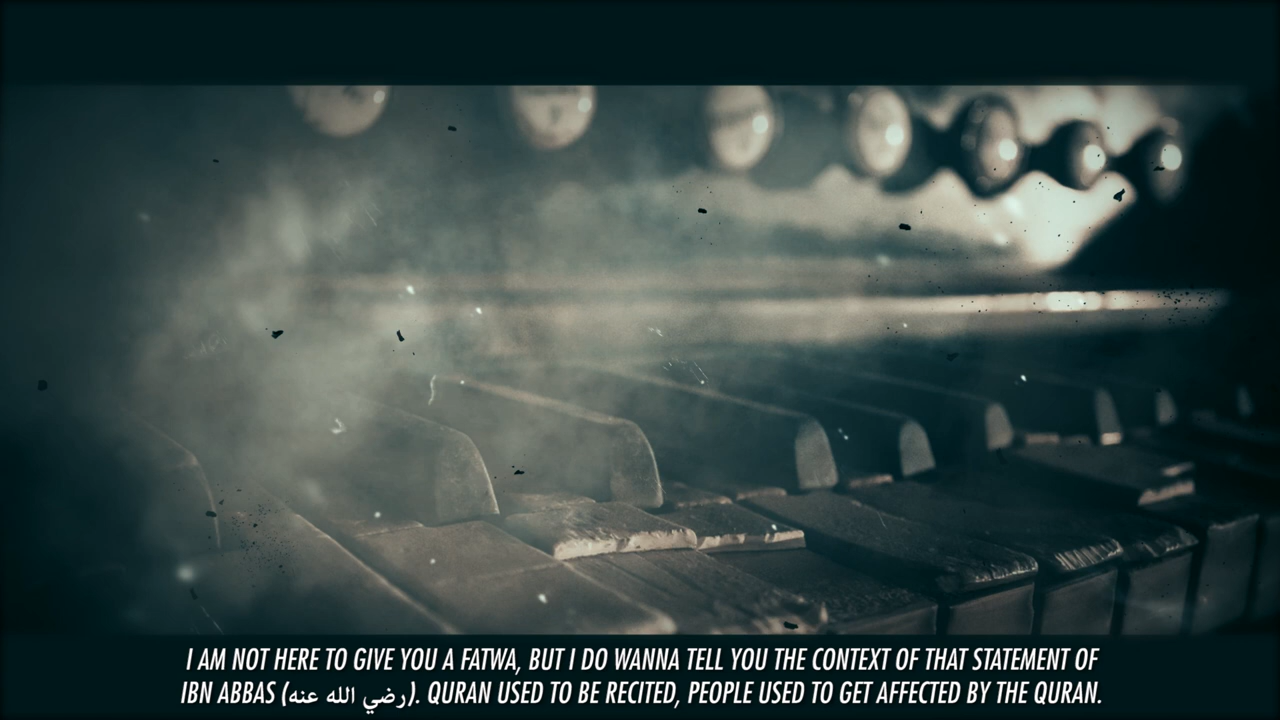 I AM NOT HERE TO GIVE YOU A FATWA, BUT I DO WANNA TELL YOU THE CONTEXT OF THAT STATEMENT OF
IBN ABBAS (رضي الله عنه). QURAN USED TO BE RECITED, PEOPLE USED TO GET AFFECTED BY THE QURAN.